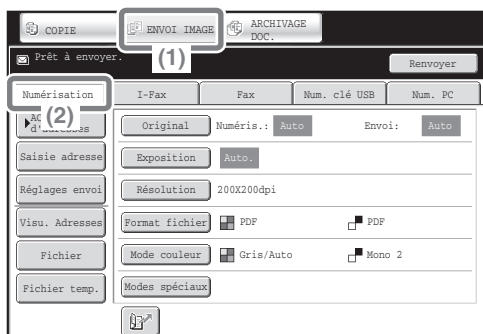 COPIE
ENVOI IMAGE
ARCHIVAGE
DOC.
Prêt à envoyer.
(1)
Renvoyer
Numérisation
I-Fax
Fax
Num. clé USB
Num. PC
(2)
Original
Numéris.:
Auto
Envoi:
Auto
Saisie adresse
Exposition
Auto.
Réglages envoi
Résolution
200X200dpi
Visu. Adresses
Format fichier
PDF
PDF
Fichier
Mode couleur
Gris/Auto
Mono 2
Fichier temp.
Modes spéciaux